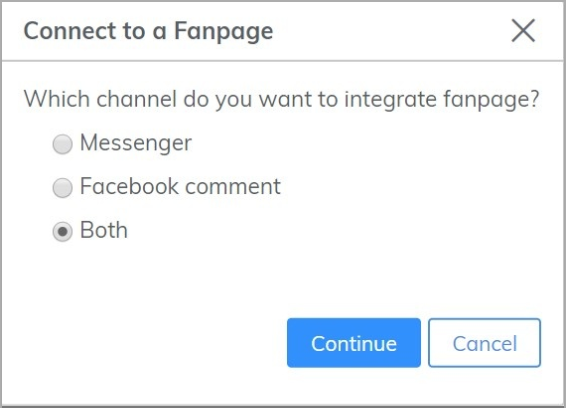 Connect to a Fanpage
Which channel do you want to integrate fanpage?
Messenger
Facebook comment
Both
Continue
Cancel